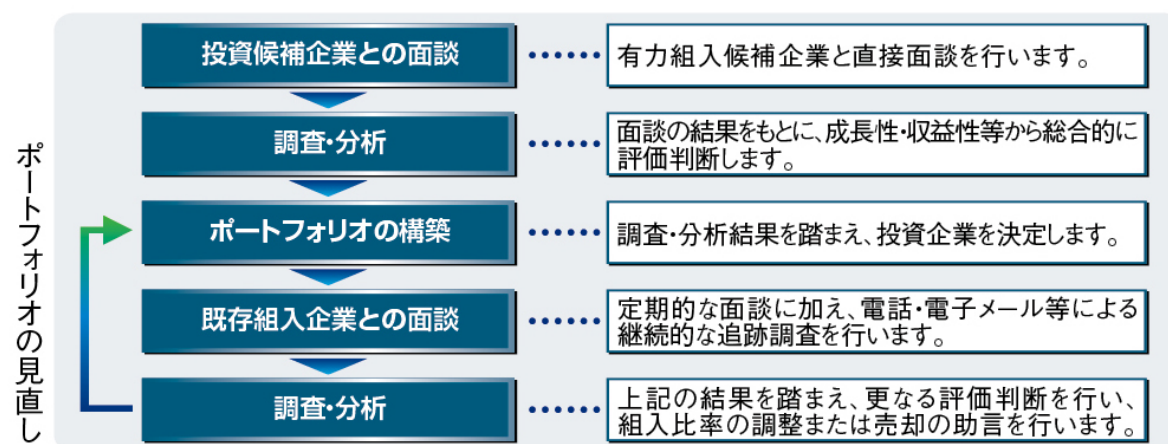 投資候補企業との面談
有力組入候補企業と直接面談を行います。
調査・分析
面談の結果をもとに、成長性・収益性等から総合的に
評価判断します。
ポートフォリオの構築
調査・分析結果を踏まえ、投資企業を決定します。
既存組入企業との面談
定期的な面談に加え、電話・電子メール等による
継続的な追跡調査を行います。
調査・分析
上記の結果を踏まえ、更なる評価判断を行い、
組入比率の調整または売却の助言を行います。
ポートフォリオの見直し